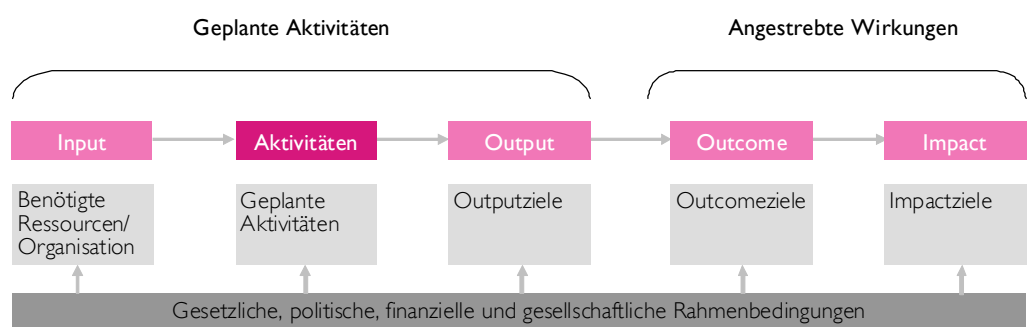 Geplante Aktivitäten
Angestrebte Wirkungen
Input
Aktivitäten
Output
Outcome
Impact
Benötigte
Ressourcen/
Organisation
Geplante
Aktivitäten
Outputziele
Outcomeziele
Impactziele
Gesetzliche, politische, finanzielle und gesellschaftliche Rahmenbedingungen